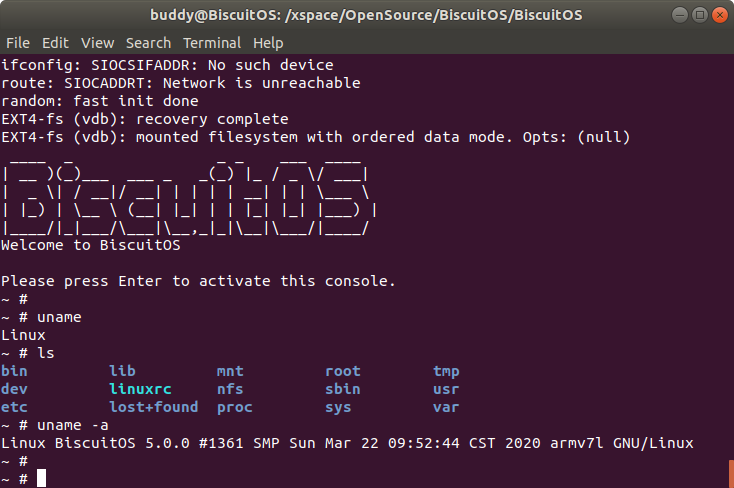 buddy@BiscuitOS: /xspace/OpenSource/BiscuitOS/BiscuitOS
File Edit View Search Terminal Help
ifconfig: SIOCSIFADDR: No such device
route: SIOCADDRT: Network is unreachable
random: fast init done
EXT4-fs (vdb): recovery complete
EXT4-fs (vdb): mounted filesystem with ordered data mode. Opts: (null)
BiscuitOS
Welcome to BiscuitOS
Please press Enter to activate this console.
~ #
~ # uname
Linux
~ # ls
bin lib mnt root tmp
dev linuxrc nfs sbin usr
etc lost+found proc sys var
~ # uname -a
Linux BiscuitOS 5.0.0 #1361 SMP Sun Mar 22 09:52:44 CST 2020 armv7l GNU/Linux
~ #
~ #